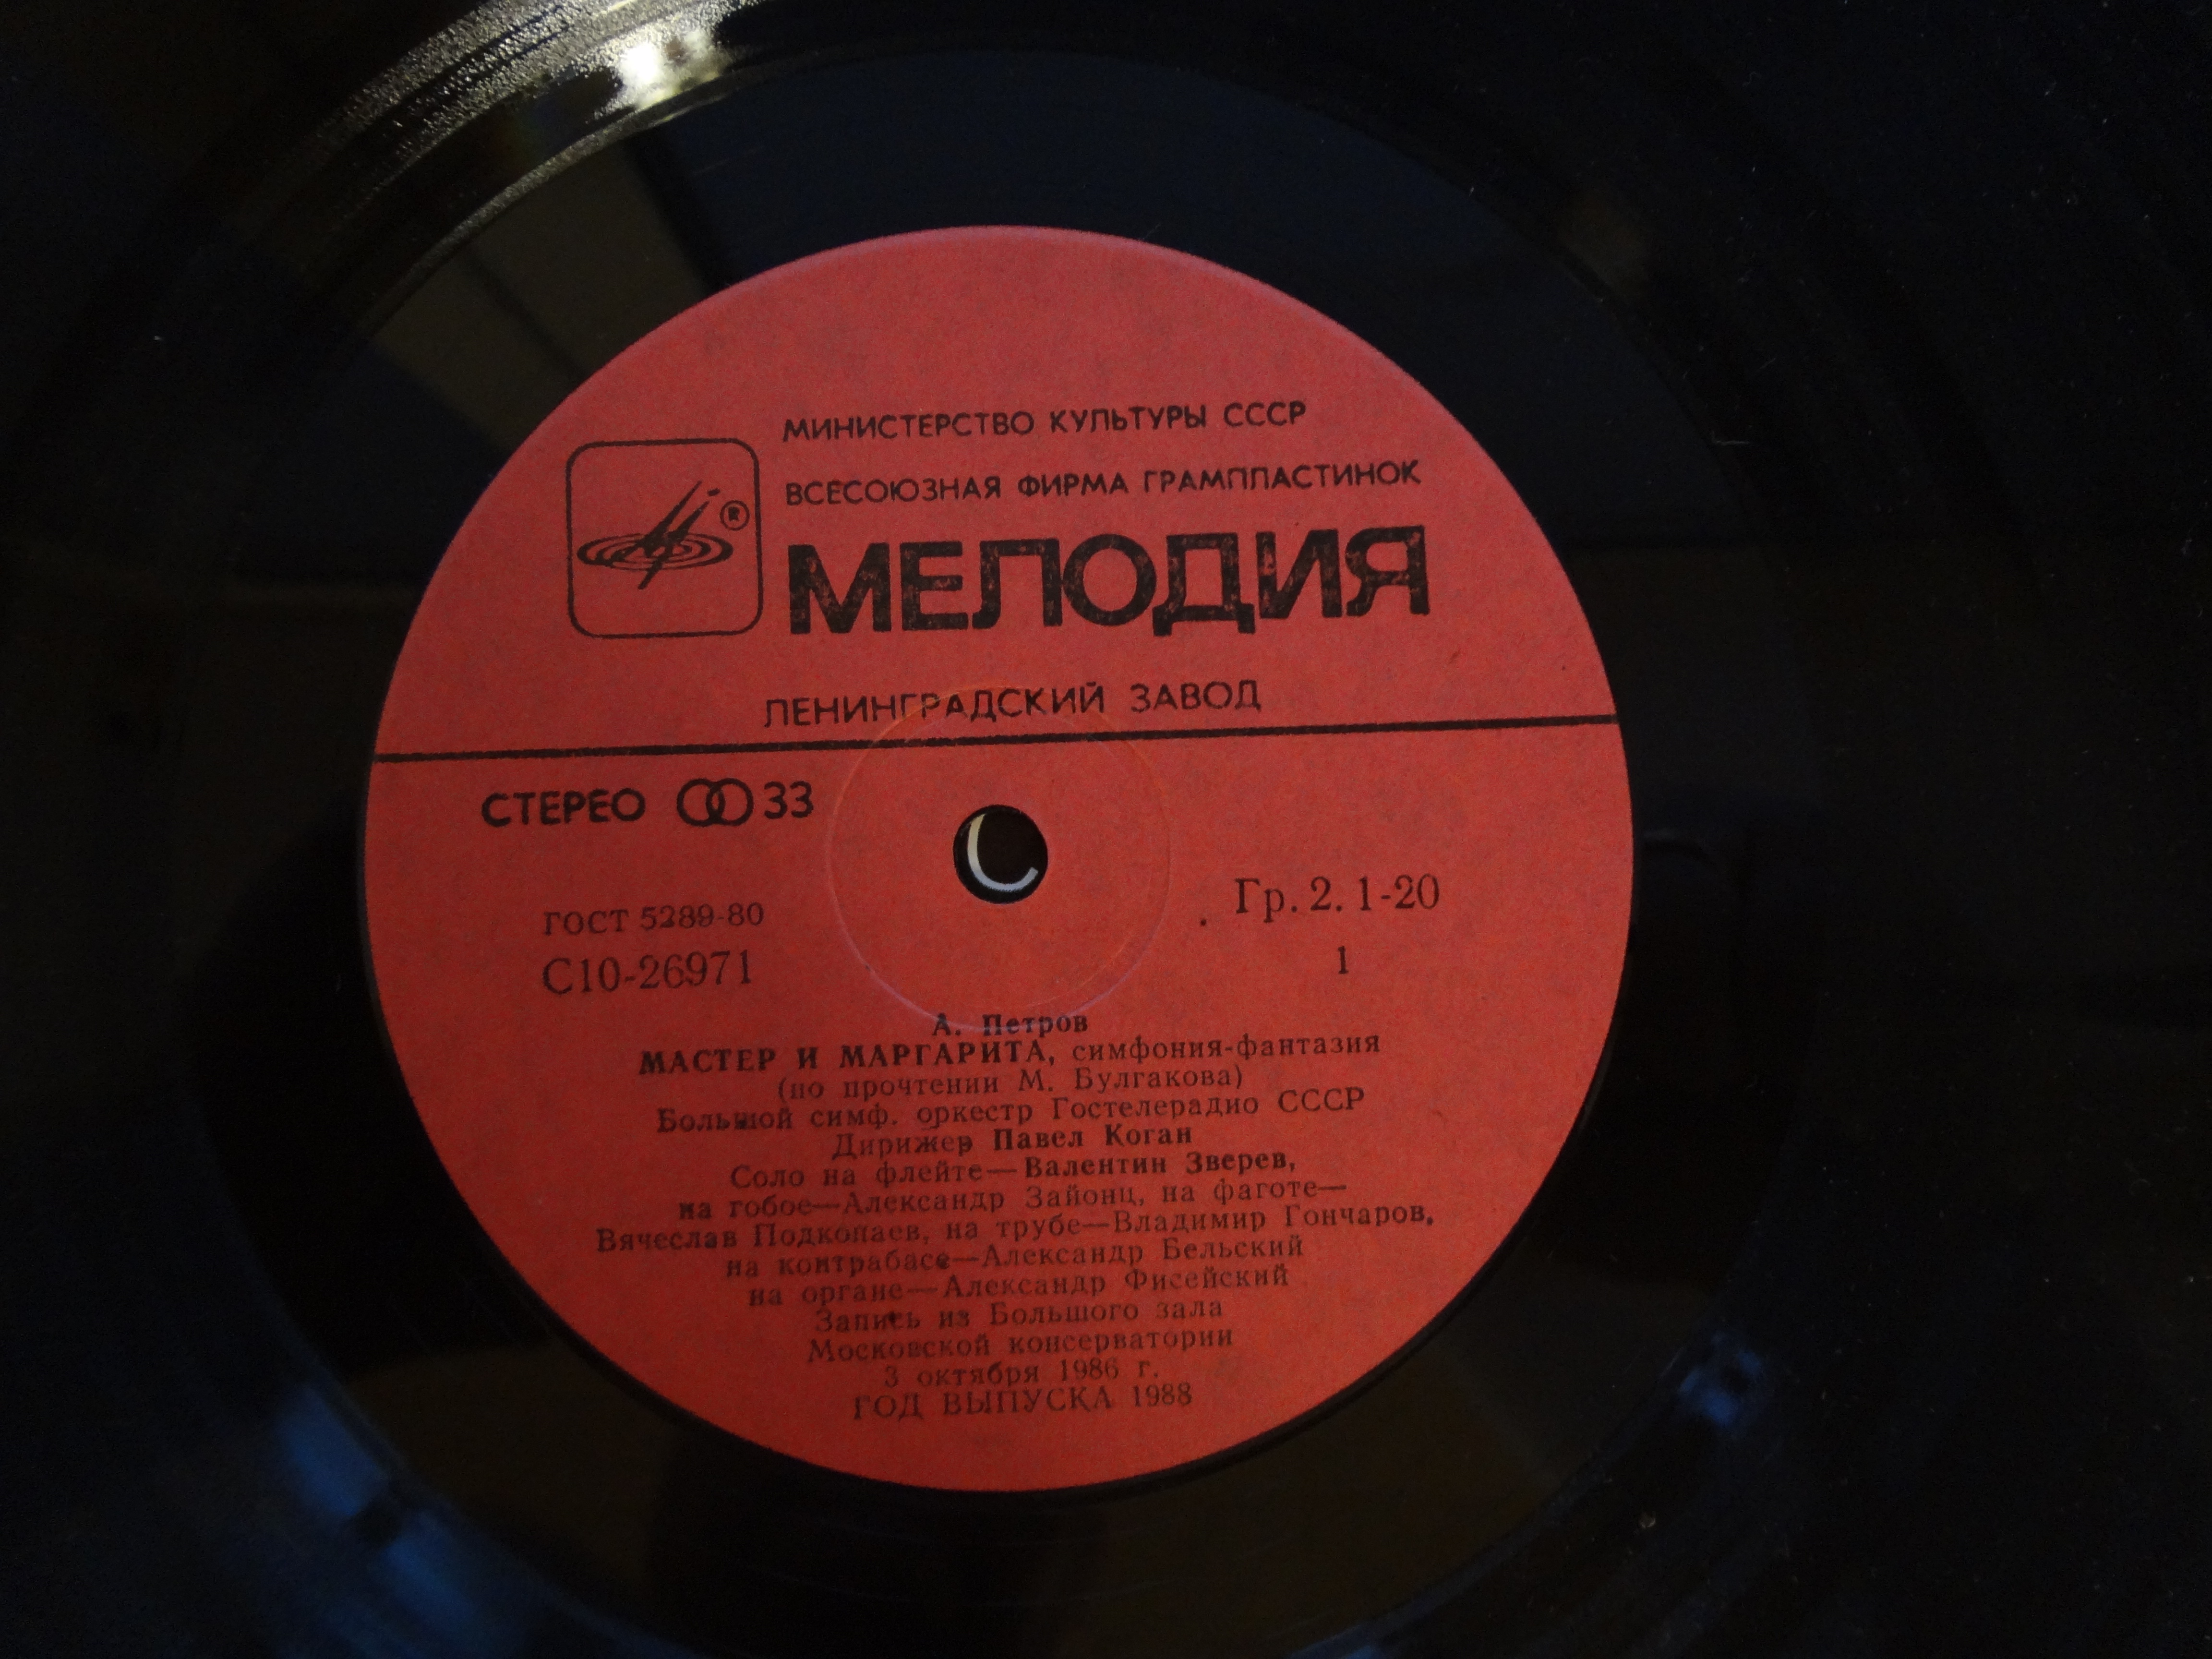 МИНИСТЕРСТВО КУЛЬТУРЫ СССР
ВСЕСОЮЗНАЯ ФИРМА ГРАМПЛАСТИНОК
®
МЕЛОДИЯ
ЛЕНИНГРАДСКИЙ ЗАВОД
СТЕРЕО 33
ГОСТ 5289-80
Гр. 2. 1-20
С10-26971
1
А. Петров
МАСТЕР И МАРГАРИТА, симфония-фантазия
(по прочтении М. Булгакова)
Большой симф. оркестр Гостелерадио СССР
Дирижер Павел Коган
Соло на флейте—Валентин Зверев,
на гобое—Александр Зайонц, на фаготе—
Вячеслав Подкопаев, на трубе—Владимир Гончаров,
на контрабасе—Александр Бельский
на органе—Александр Фисейский
Запись из Большого зала
Московской консерватории
3 октября 1986 г.
ГОД ВЫПУСКА 1988